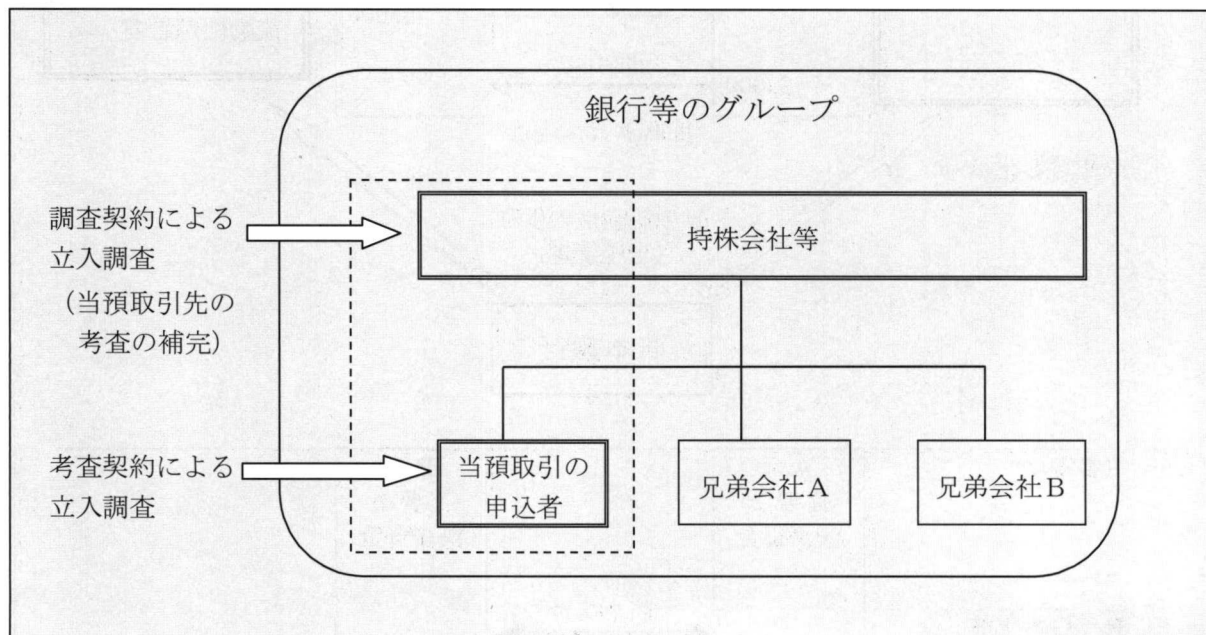 銀行等のグループ
調査契約による
立入調査
（当預取引先の
考査の補完）
持株会社等
考査契約による
立入調査
当預取引の
申込者
兄弟会社A
兄弟会社B